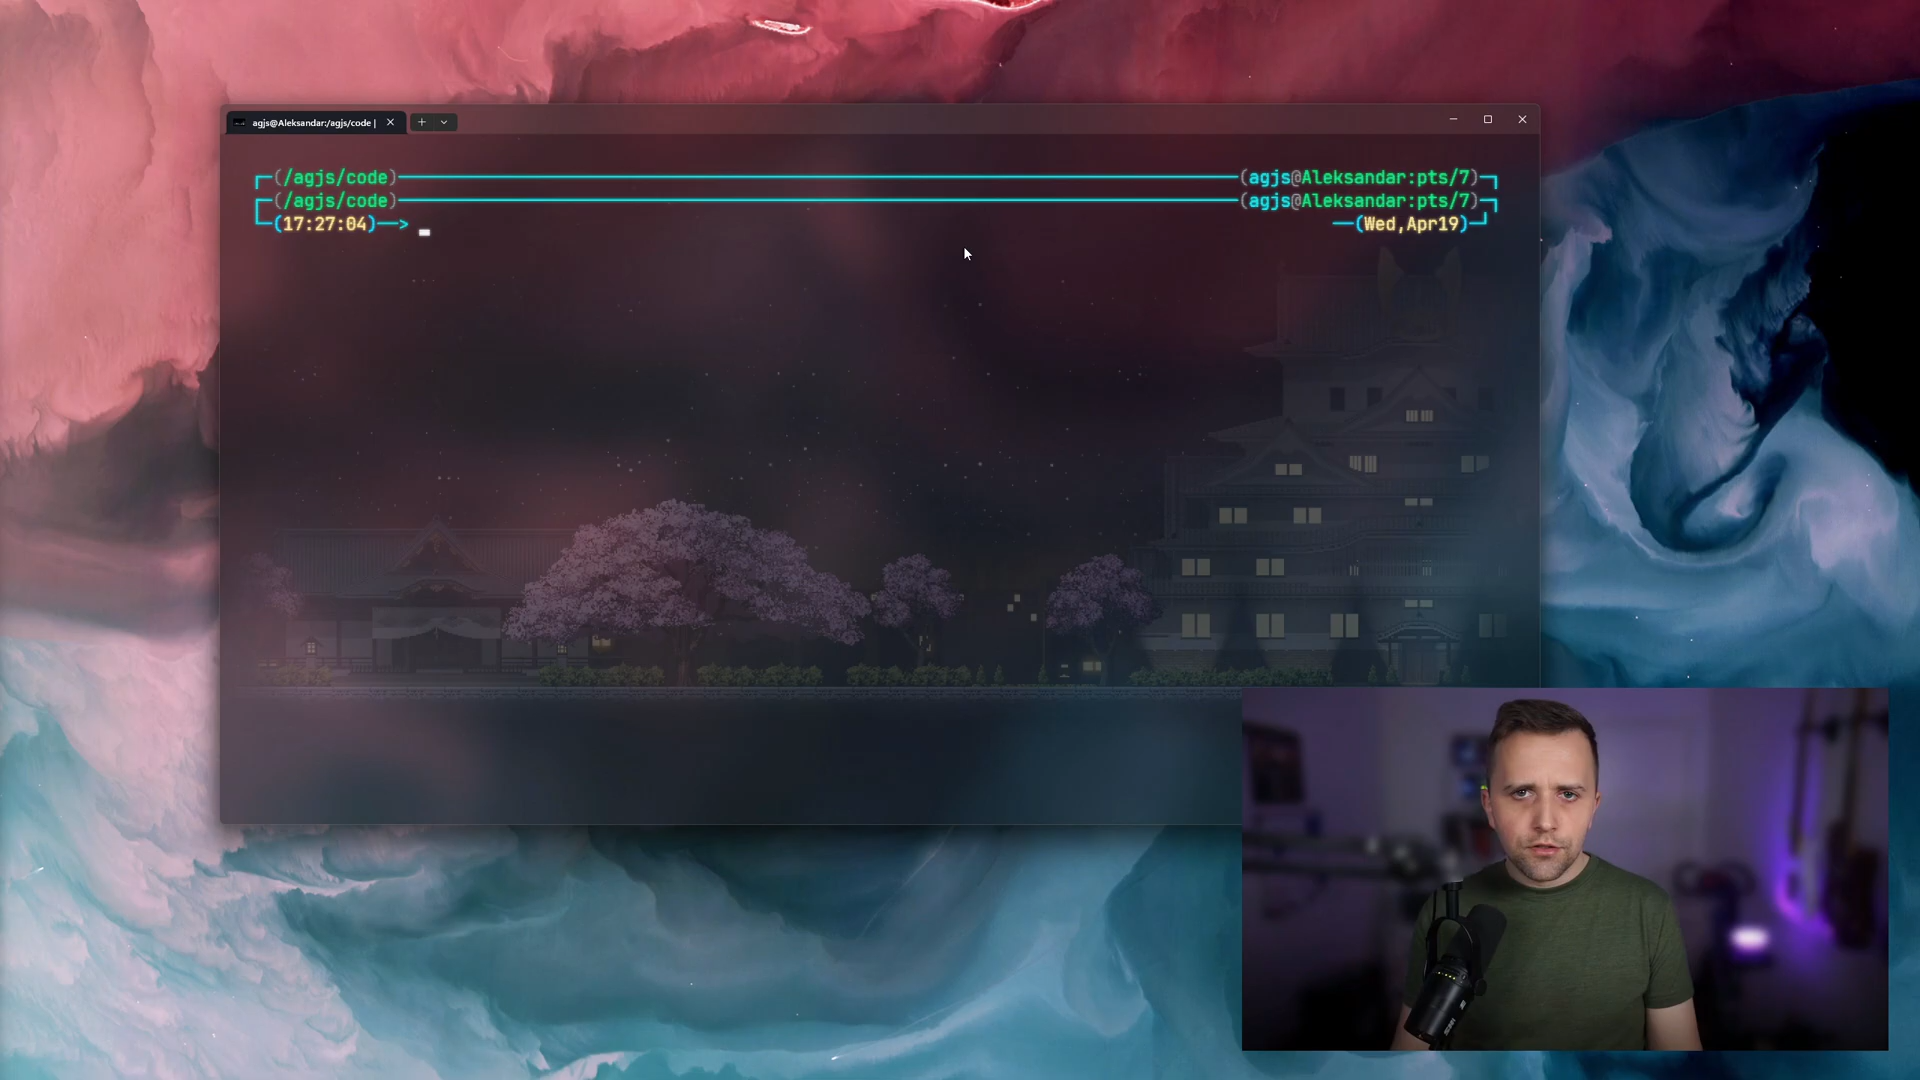 agjs@Aleksandar:/agjs/code |
┌─(/agjs/code)────(agjs@Aleksandar:pts/7)─┐
┌─(/agjs/code)────(agjs@Aleksandar:pts/7)─┐
└─(17:27:04)──> ──(Wed,Apr19)─┘